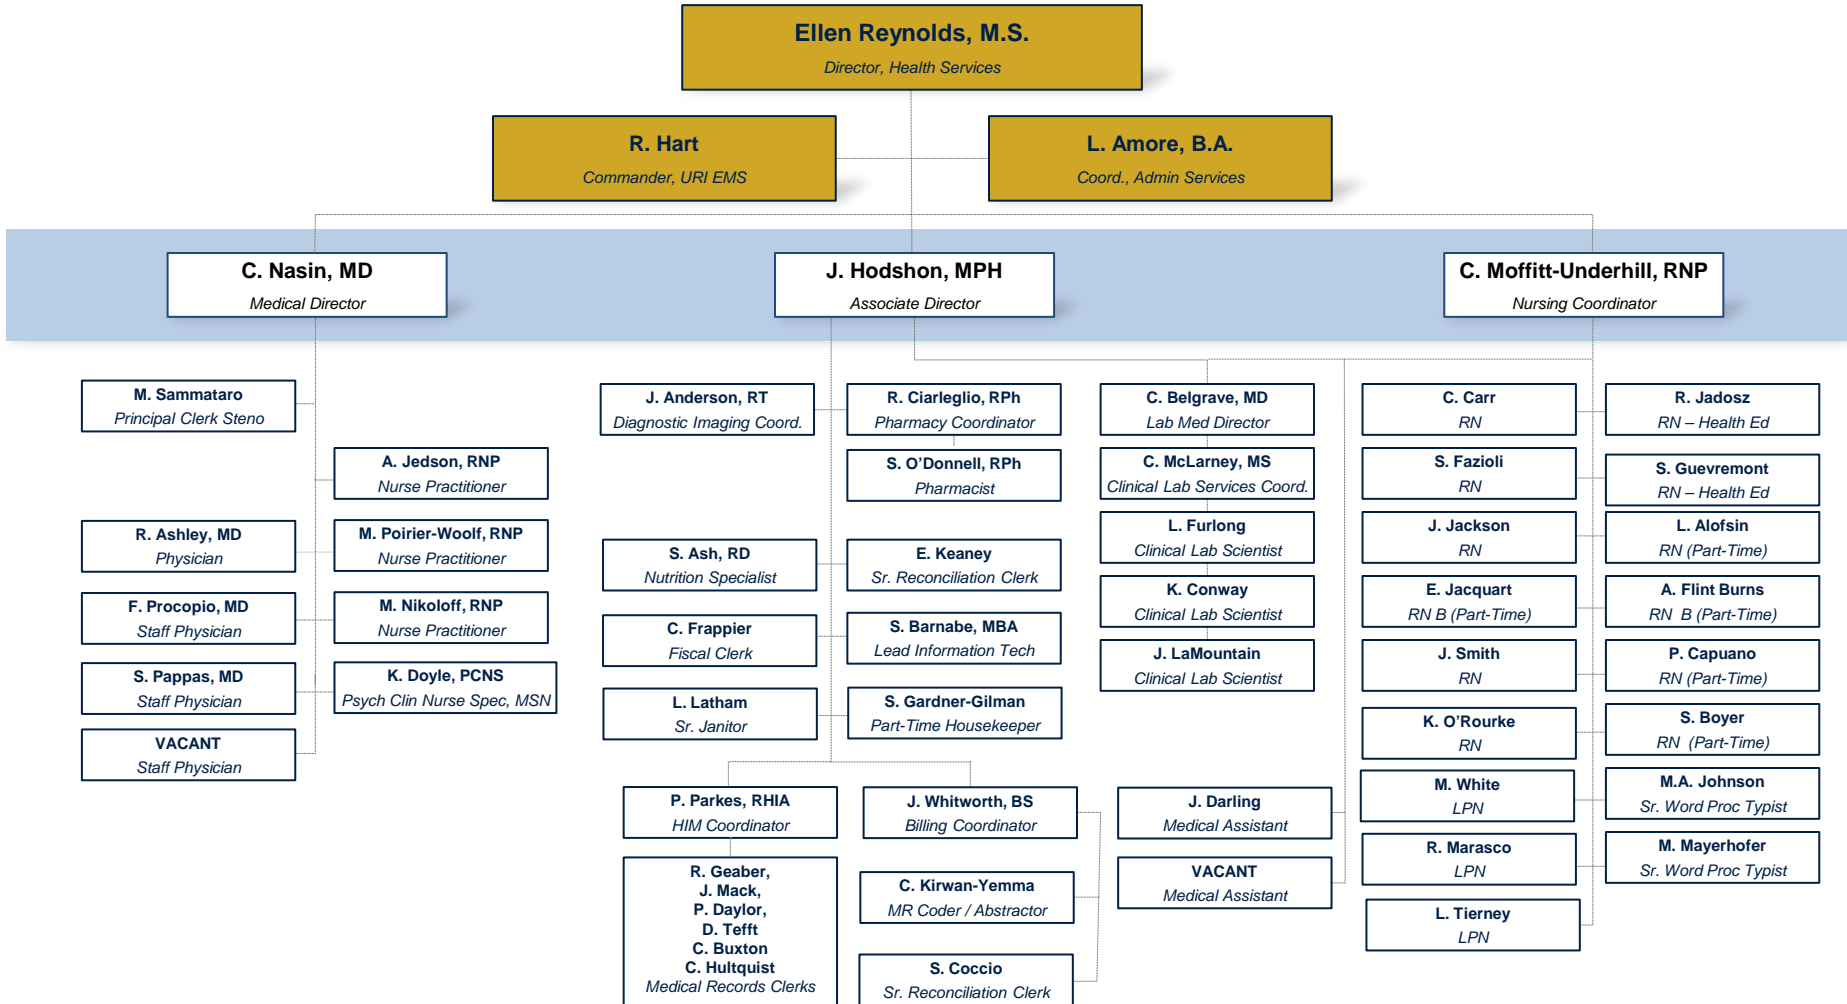 Ellen Reynolds, M.S.
Director, Health Services
R. Hart
Commander, URI EMS
L. Amore, B.A.
Coord., Admin Services
C. Nasin, MD
Medical Director
J. Hodshon, MPH
Associate Director
C. Moffitt-Underhill, RNP
Nursing Coordinator
M. Sammataro
Principal Clerk Steno
A. Jedson, RNP
Nurse Practitioner
R. Ashley, MD
Physician
M. Poirier-Woolf, RNP
Nurse Practitioner
F. Procopio, MD
Staff Physician
M. Nikoloff, RNP
Nurse Practitioner
S. Pappas, MD
Staff Physician
K. Doyle, PCNS
Psych Clin Nurse Spec, MSN
VACANT
Staff Physician
J. Anderson, RT
Diagnostic Imaging Coord.
R. Ciarleglio, RPh
Pharmacy Coordinator
S. O’Donnell, RPh
Pharmacist
S. Ash, RD
Nutrition Specialist
E. Keaney
Sr. Reconciliation Clerk
C. Frappier
Fiscal Clerk
S. Barnabe, MBA
Lead Information Tech
L. Latham
Sr. Janitor
S. Gardner-Gilman
Part-Time Housekeeper
P. Parkes, RHIA
HIM Coordinator
R. Geaber,
J. Mack,
P. Daylor,
D. Tefft
C. Buxton
C. Hultquist
Medical Records Clerks
J. Whitworth, BS
Billing Coordinator
C. Kirwan-Yemma
MR Coder / Abstractor
S. Coccio
Sr. Reconciliation Clerk
C. Belgrave, MD
Lab Med Director
C. McLarney, MS
Clinical Lab Services Coord.
L. Furlong
Clinical Lab Scientist
K. Conway
Clinical Lab Scientist
J. LaMountain
Clinical Lab Scientist
J. Darling
Medical Assistant
VACANT
Medical Assistant
C. Carr
RN
R. Jadosz
RN – Health Ed
S. Fazioli
RN
S. Guevremont
RN – Health Ed
J. Jackson
RN
L. Alofsin
RN (Part-Time)
E. Jacquart
RN B (Part-Time)
A. Flint Burns
RN B (Part-Time)
J. Smith
RN
P. Capuano
RN (Part-Time)
K. O’Rourke
RN
S. Boyer
RN (Part-Time)
M. White
LPN
M.A. Johnson
Sr. Word Proc Typist
R. Marasco
LPN
M. Mayerhofer
Sr. Word Proc Typist
L. Tierney
LPN